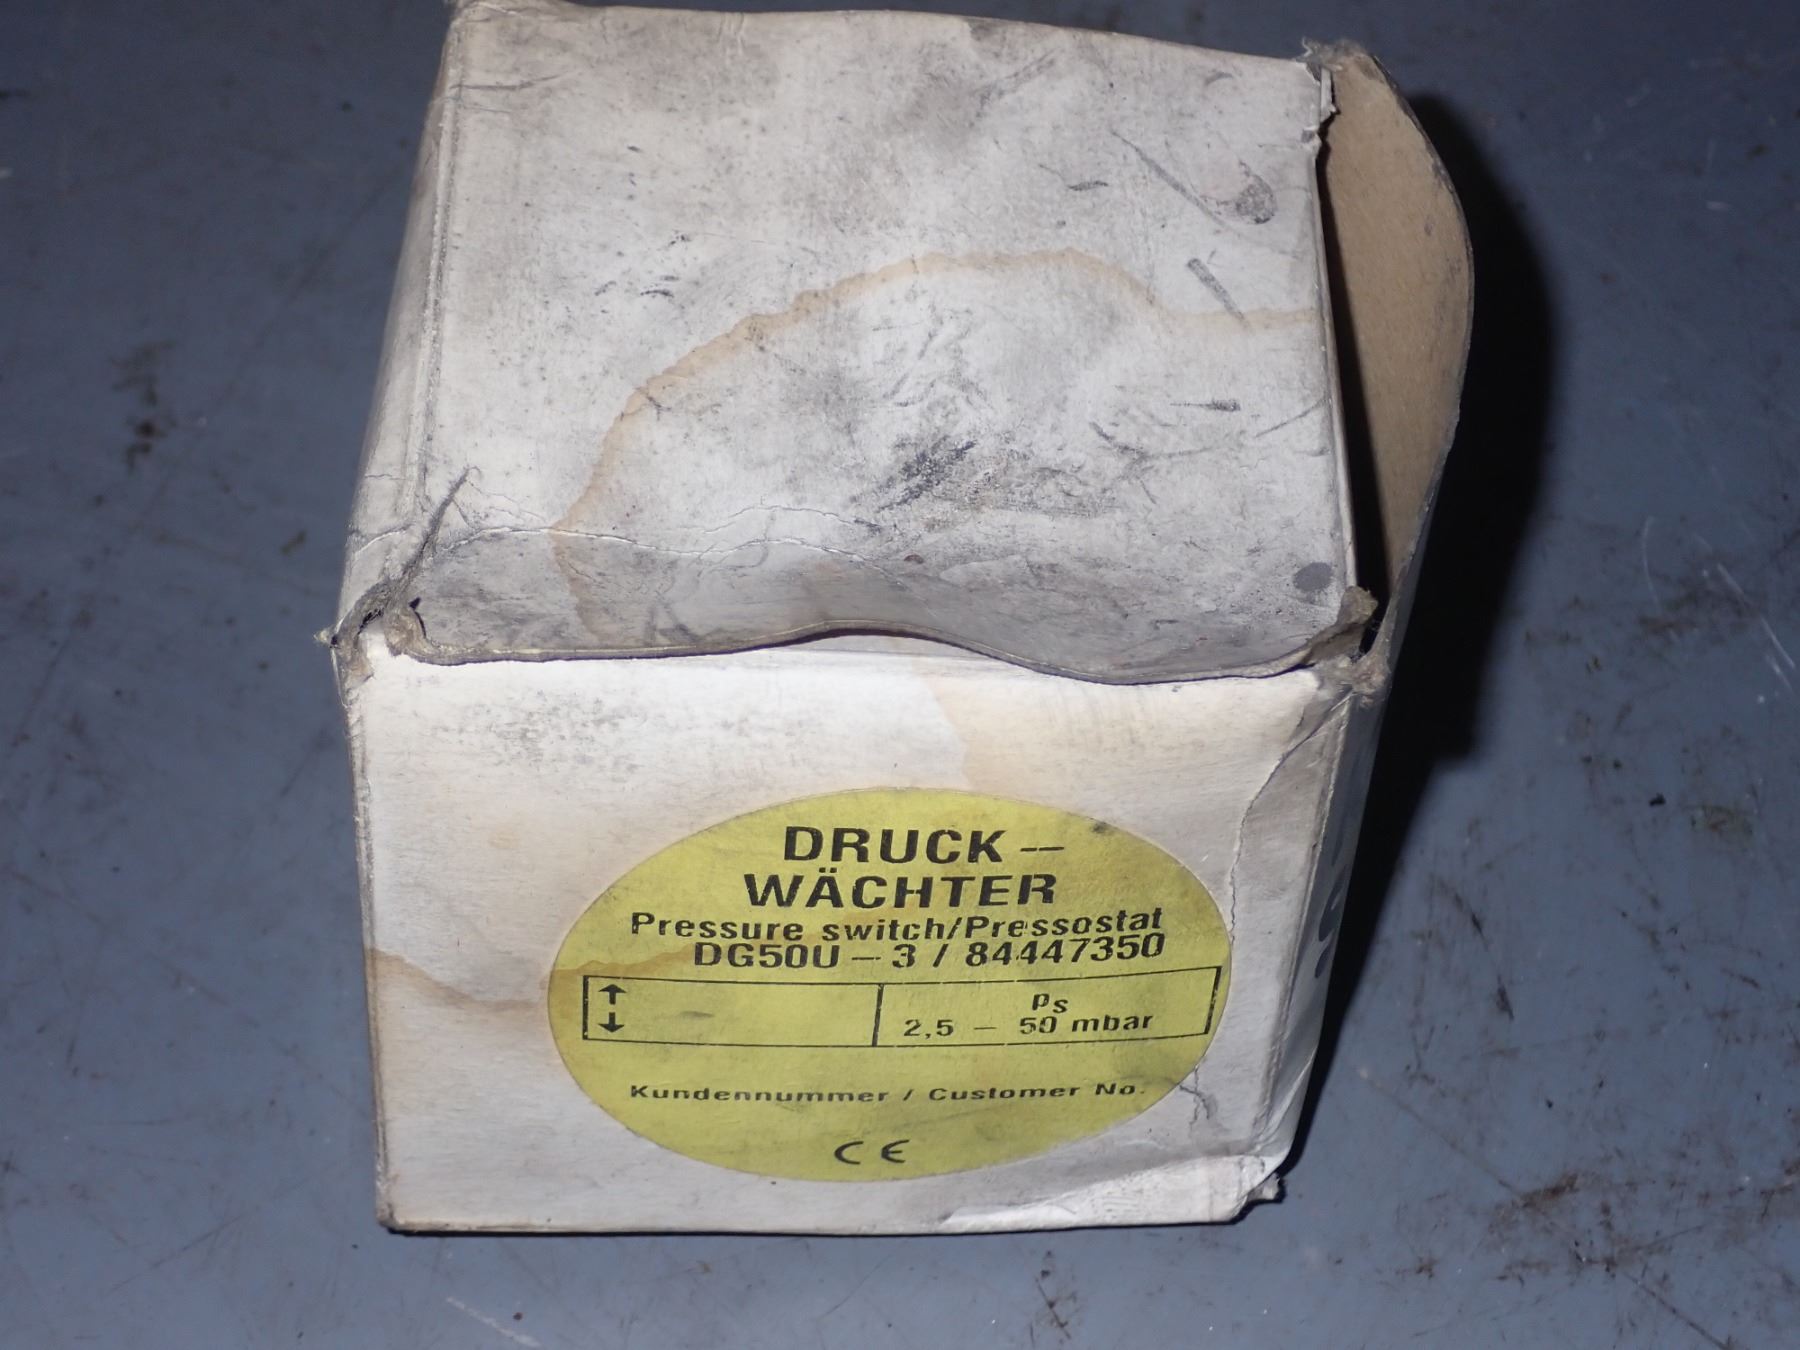 DRUCK –
WÄCHTER
Pressure switch/Pressostat
DG50U – 3 / 84447350
ps
2,5 – 50 mbar
Kundennummer / Customer No.
CE